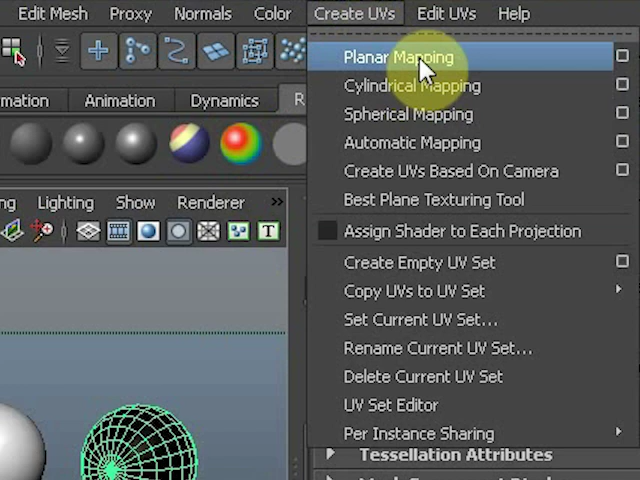 Edit Mesh Proxy Normals Color Create UVs Edit UVs Help
Planar Mapping
Cylindrical Mapping
mation Animation Dynamics R
Spherical Mapping
Automatic Mapping
Create UVs Based On Camera
ng Lighting Show Renderer »
Best Plane Texturing Tool
T
Assign Shader to Each Projection
Create Empty UV Set
Copy UVs to UV Set
Set Current UV Set...
Rename Current UV Set...
Delete Current UV Set
UV Set Editor
Per Instance Sharing
Tessellation Attributes